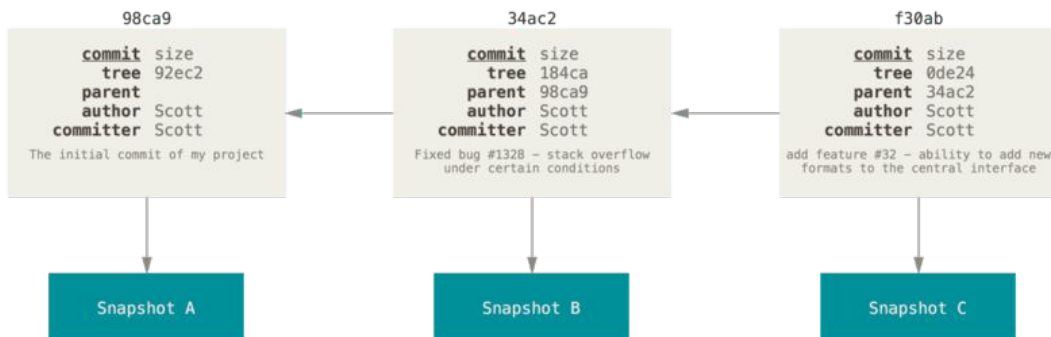 98ca9
commit size
tree 92ec2
parent
author Scott
committer Scott
The initial commit of my project
Snapshot A
34ac2
commit size
tree 184ca
parent 98ca9
author Scott
committer Scott
Fixed bug #1328 – stack overflow
under certain conditions
Snapshot B
f30ab
commit size
tree 0de24
parent 34ac2
author Scott
committer Scott
add feature #32 – ability to add new
formats to the central interface
Snapshot C